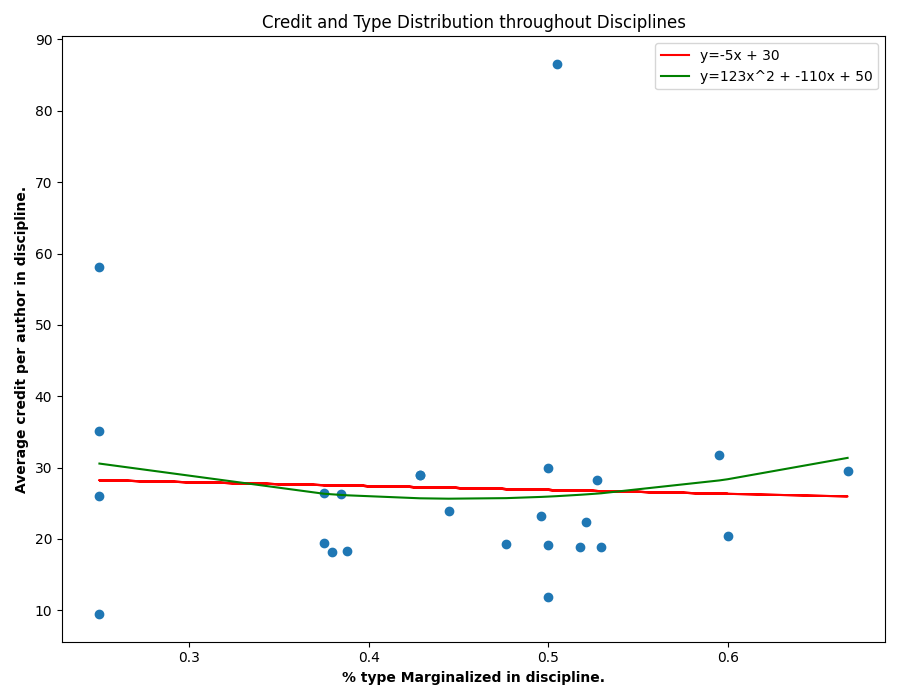 Credit and Type Distribution throughout Disciplines
y=-5x + 30
y=123x^2 + -110x + 50
Average credit per author in discipline.
90
80
70
60
50
40
30
20
10
0.3
0.4
0.5
0.6
% type Marginalized in discipline.